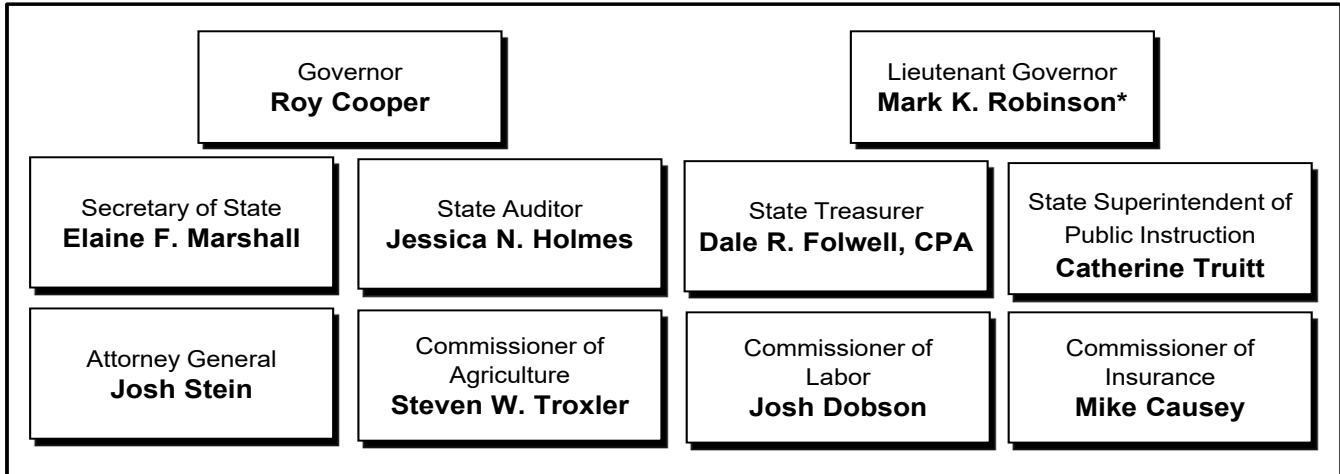 Governor
Roy Cooper
Lieutenant Governor
Mark K. Robinson*
Secretary of State
Elaine F. Marshall
State Auditor
Jessica N. Holmes
State Treasurer
Dale R. Folwell, CPA
State Superintendent of
Public Instruction
Catherine Truitt
Attorney General
Josh Stein
Commissioner of
Agriculture
Steven W. Troxler
Commissioner of
Labor
Josh Dobson
Commissioner of
Insurance
Mike Causey